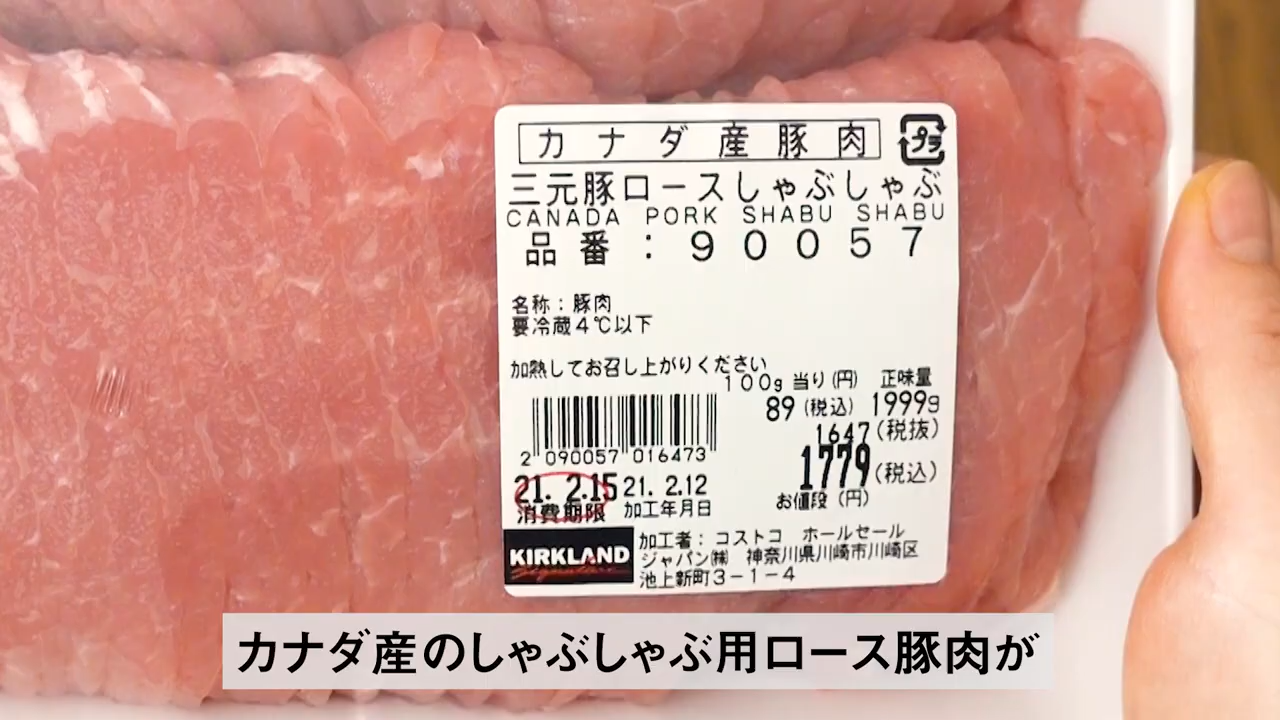 カナダ産豚肉
プラ
三元豚ロースしゃぶしゃぶ
CANADA PORK SHABU SHABU
品番：90057
名称：豚肉
要冷蔵4℃以下
加熱してお召し上がりください
100g当り(円) 正味量
89(税込) 1999g
1647(税抜)
1779(税込)
お値段(円)
2 090057 016473
21. 2.15 21. 2.12
消費期限 加工年月日
KIRKLAND
Signature
加工者：コストコ ホールセール
ジャパン㈱ 神奈川県川崎市川崎区
池上新町3-1-4
カナダ産のしゃぶしゃぶ用ロース豚肉が